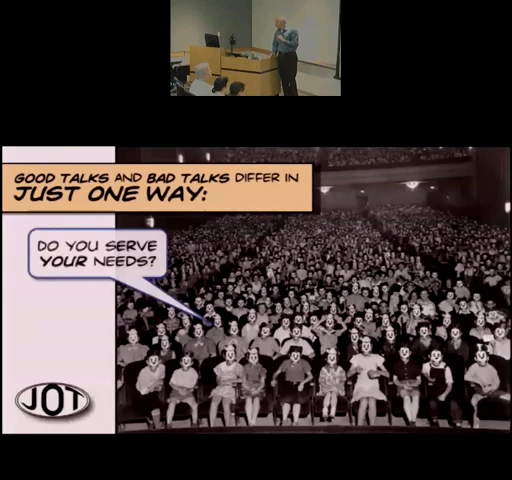 GOOD TALKS AND BAD TALKS DIFFER IN
JUST ONE WAY:
DO YOU SERVE
YOUR NEEDS?
JOT